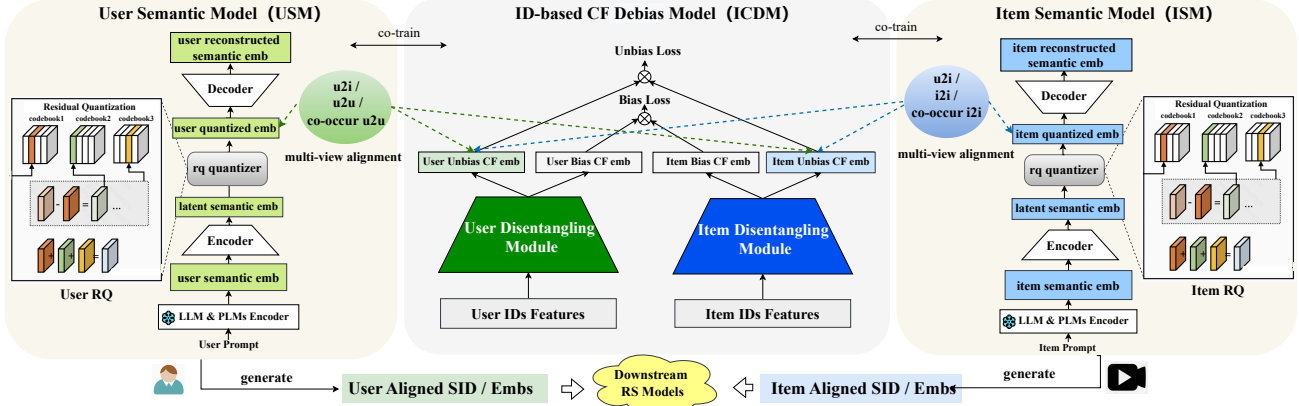 User Semantic Model（USM）
user reconstructed
semantic emb
Decoder
user quantized emb
rq quantizer
latent semantic emb
Encoder
user semantic emb
LLM & PLMs Encoder
User Prompt
Residual Quantization
codebook1
codebook2
codebook3
-
=
...
+
+
=
User RQ
co-train
u2i /
u2u /
co-occur u2u
multi-view alignment
ID-based CF Debias Model（ICDM）
Unbias Loss
Bias Loss
User Unbias CF emb
User Bias CF emb
Item Bias CF emb
Item Unbias CF emb
User Disentangling
Module
Item Disentangling
Module
User IDs Features
Item IDs Features
co-train
u2i /
i2i /
co-occur i2i
multi-view alignment
Item Semantic Model（ISM）
item reconstructed
semantic emb
Decoder
item quantized emb
rq quantizer
latent semantic emb
Encoder
item semantic emb
LLM & PLMs Encoder
Item Prompt
Residual Quantization
codebook1
codebook2
codebook3
-
=
...
+
+
=
Item RQ
generate
User Aligned SID / Embs
Downstream
RS Models
Item Aligned SID / Embs
generate